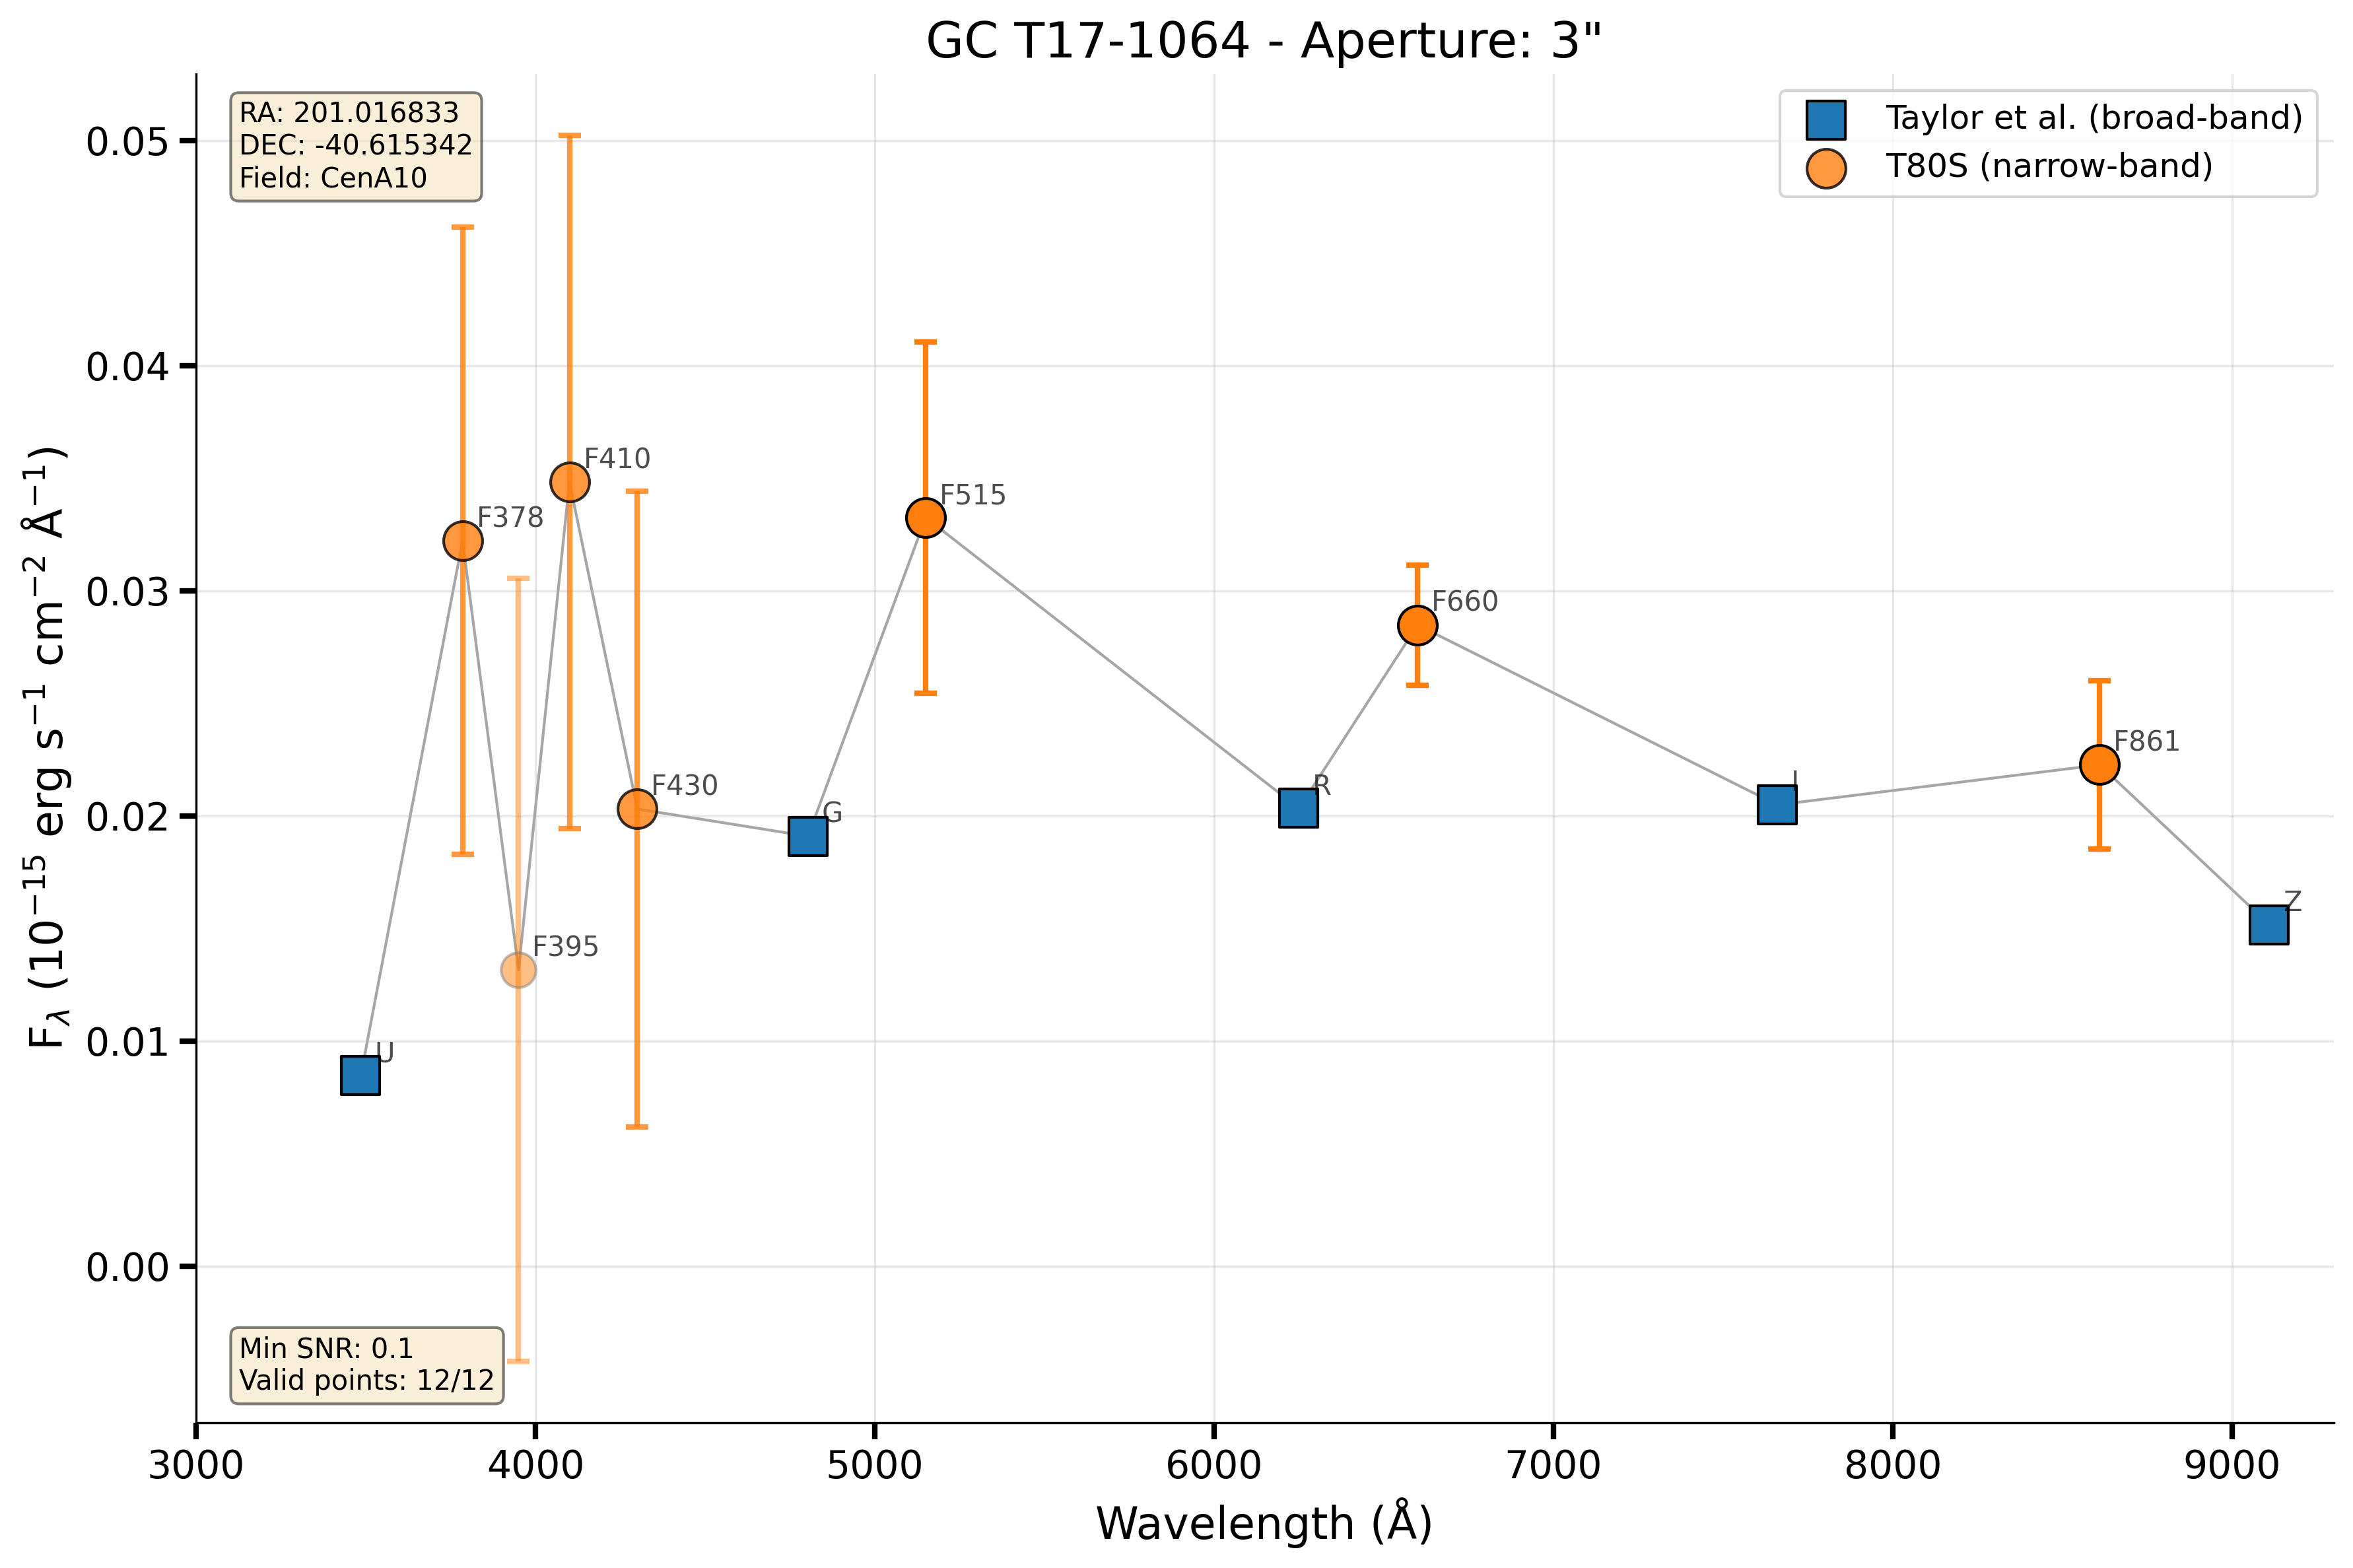 GC T17-1064 - Aperture: 3"
RA: 201.016833
DEC: -40.615342
Field: CenA10
Taylor et al. (broad-band)
T80S (narrow-band)
0.05
0.04
0.03
0.02
0.01
0.00
F_λ (10⁻¹⁵ erg s⁻¹ cm⁻² Å⁻¹)
U
F378
F395
F410
F430
G
F515
R
F660
I
F861
Z
Min SNR: 0.1
Valid points: 12/12
3000 4000 5000 6000 7000 8000 9000
Wavelength (Å)